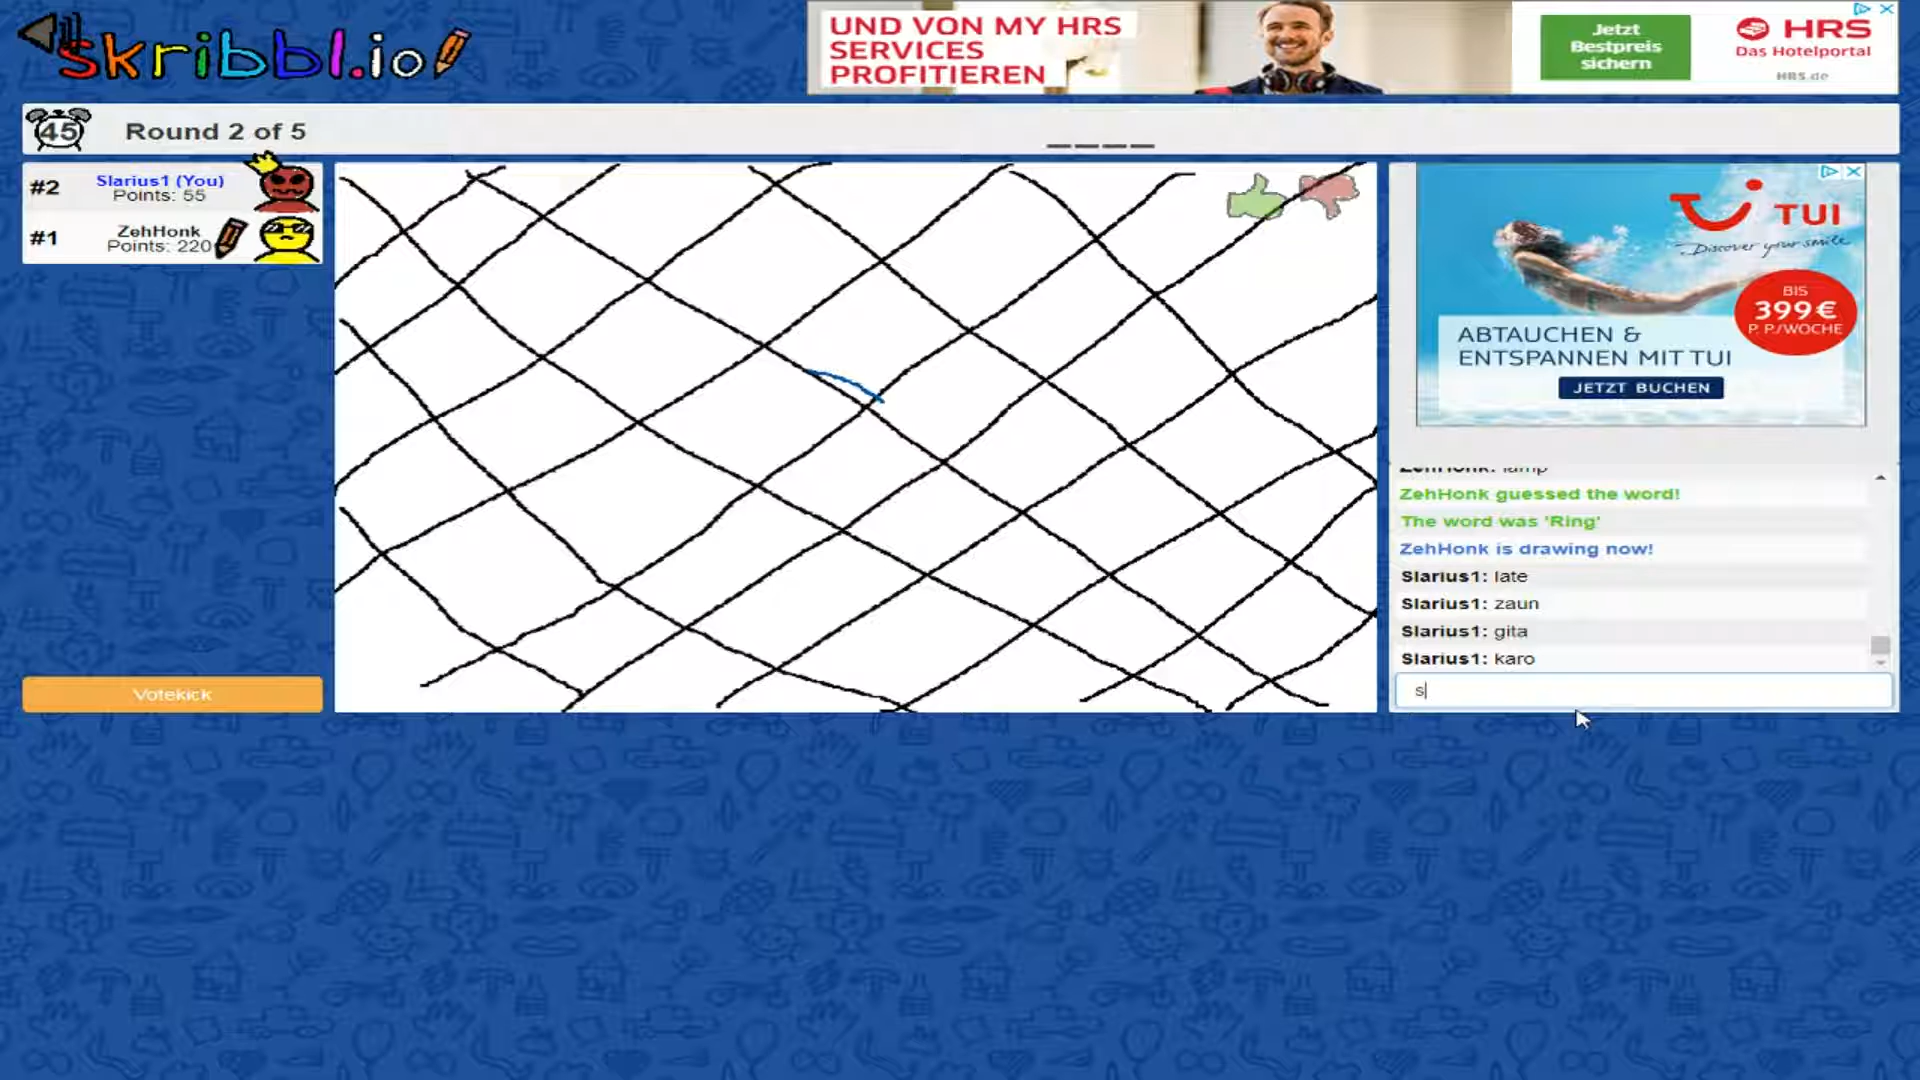 skribbl.io
UND VON MY HRS
SERVICES
PROFITIEREN
Jetzt
Bestpreis
sichern
HRS
Das Hotelportal
HRS.de
45
Round 2 of 5
____
#2
Slarius1 (You)
Points: 55
#1
ZehHonk
Points: 220
Votekick
TUI
Discover your smile
BIS
399€
P. P./WOCHE
ABTAUCHEN &
ENTSPANNEN MIT TUI
JETZT BUCHEN
ZehHonk: lamp
ZehHonk guessed the word!
The word was 'Ring'
ZehHonk is drawing now!
Slarius1: late
Slarius1: zaun
Slarius1: gita
Slarius1: karo
s